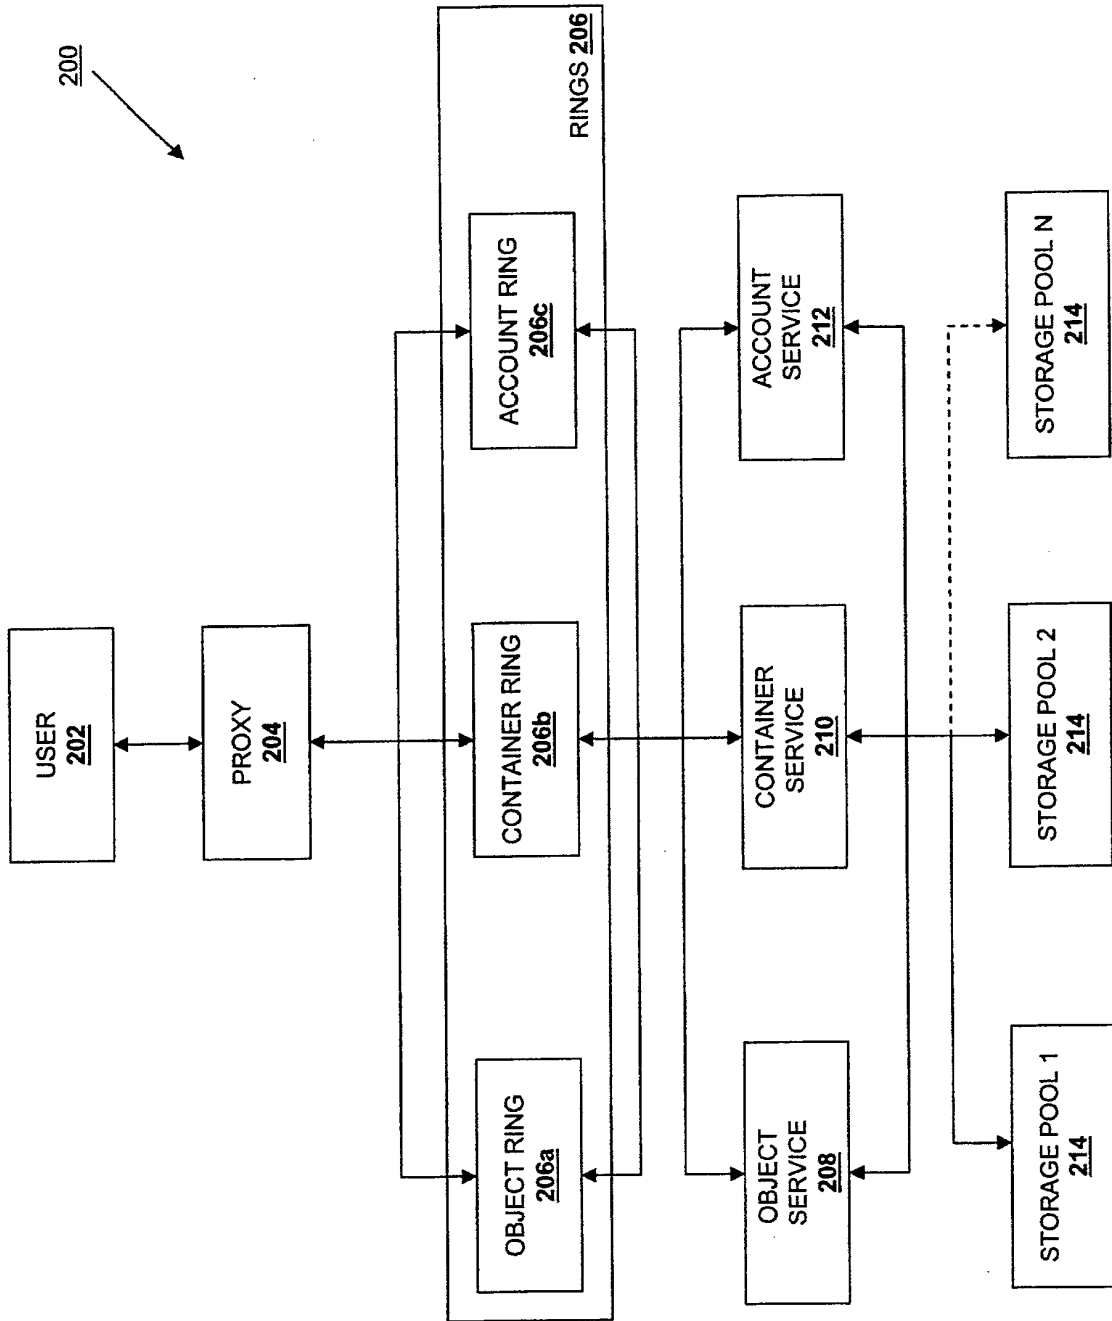 200
USER
202
PROXY
204
RINGS 206
OBJECT RING
206a
CONTAINER RING
206b
ACCOUNT RING
206c
OBJECT
SERVICE
208
CONTAINER
SERVICE
210
ACCOUNT
SERVICE
212
STORAGE POOL 1
214
STORAGE POOL 2
214
STORAGE POOL N
214